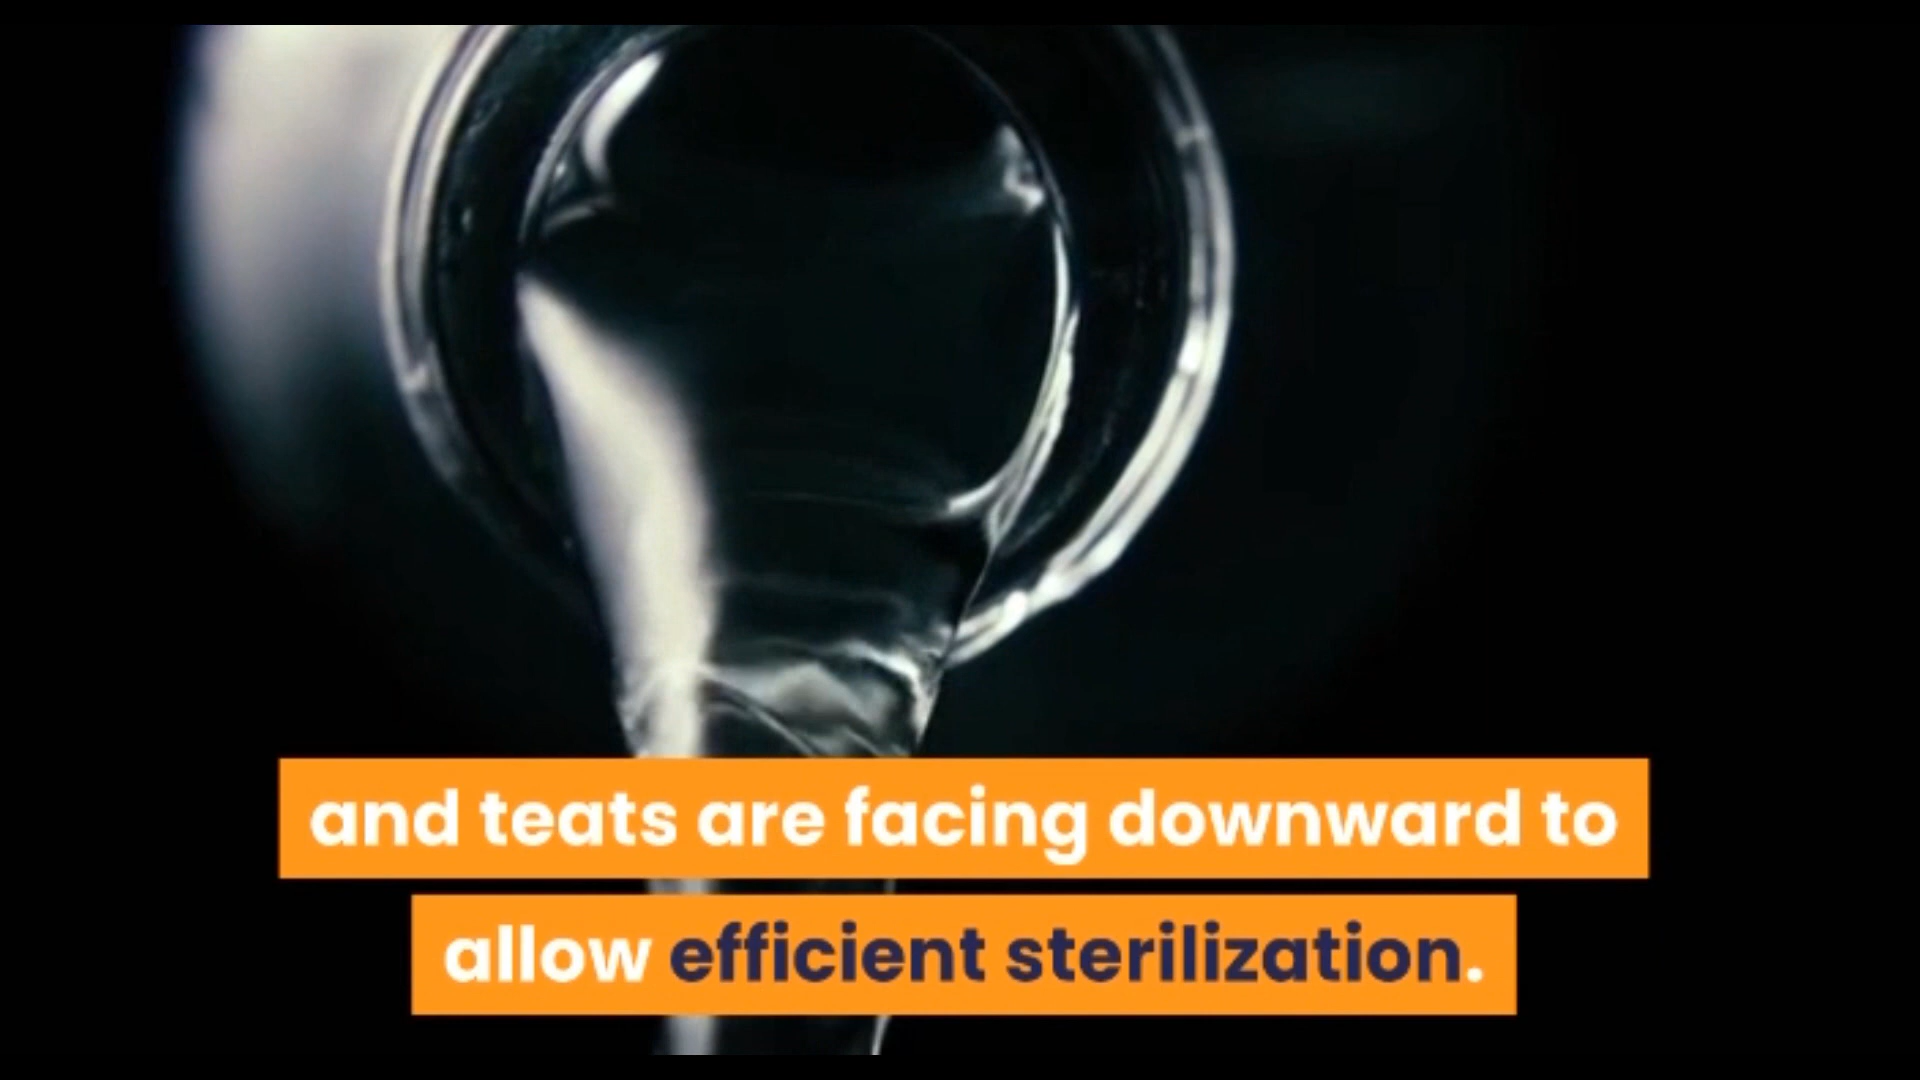 and teats are facing downward to
allow efficient sterilization.